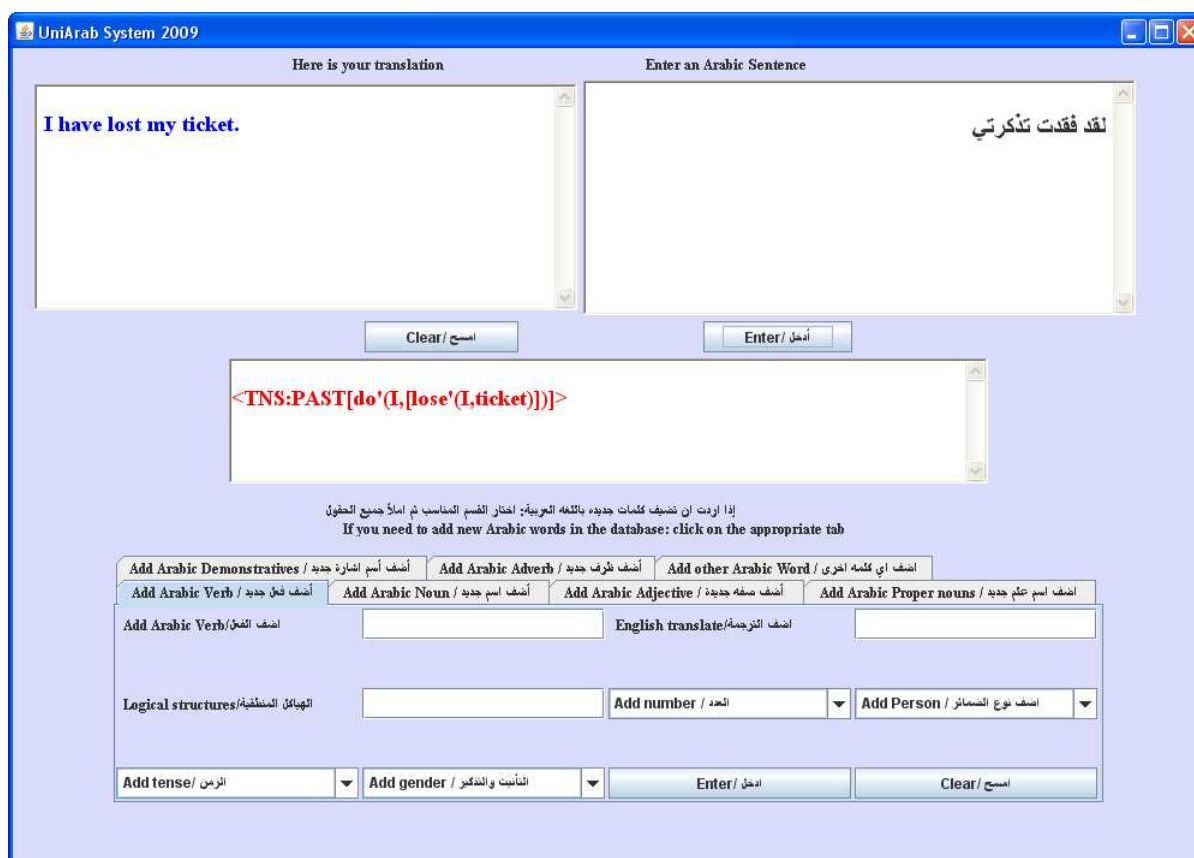 UniArab System 2009
Here is your translation
Enter an Arabic Sentence
I have lost my ticket.
لقد فقدت تذكرتي
Clear/ امسح
Enter/ أدخل
<TNS:PAST[do'(I,[lose'(I,ticket)])]>
إذا اردت ان تضيف كلمات جديده باللغه العربية: اختار القسم المناسب ثم املأ جميع الحقول
If you need to add new Arabic words in the database: click on the appropriate tab
Add Arabic Demonstratives / أضف أسم اشارة جديد
Add Arabic Adverb / أضف ظرف جديد
Add other Arabic Word / اضف اي كلمه اخرى
Add Arabic Verb / أضف فعل جديد
Add Arabic Noun / أضف اسم جديد
Add Arabic Adjective / أضف صفه جديدة
Add Arabic Proper nouns / اضف اسم علم جديد
Add Arabic Verb/اضف الفعل
English translate/اضف الترجمة
Logical structures/الهياكل المنطقية
Add number / العدد
Add Person / اضف نوع الضمائر
Add tense/ الزمن
Add gender / التأنيث والتذكير
Enter/ ادخل
Clear/ امسح